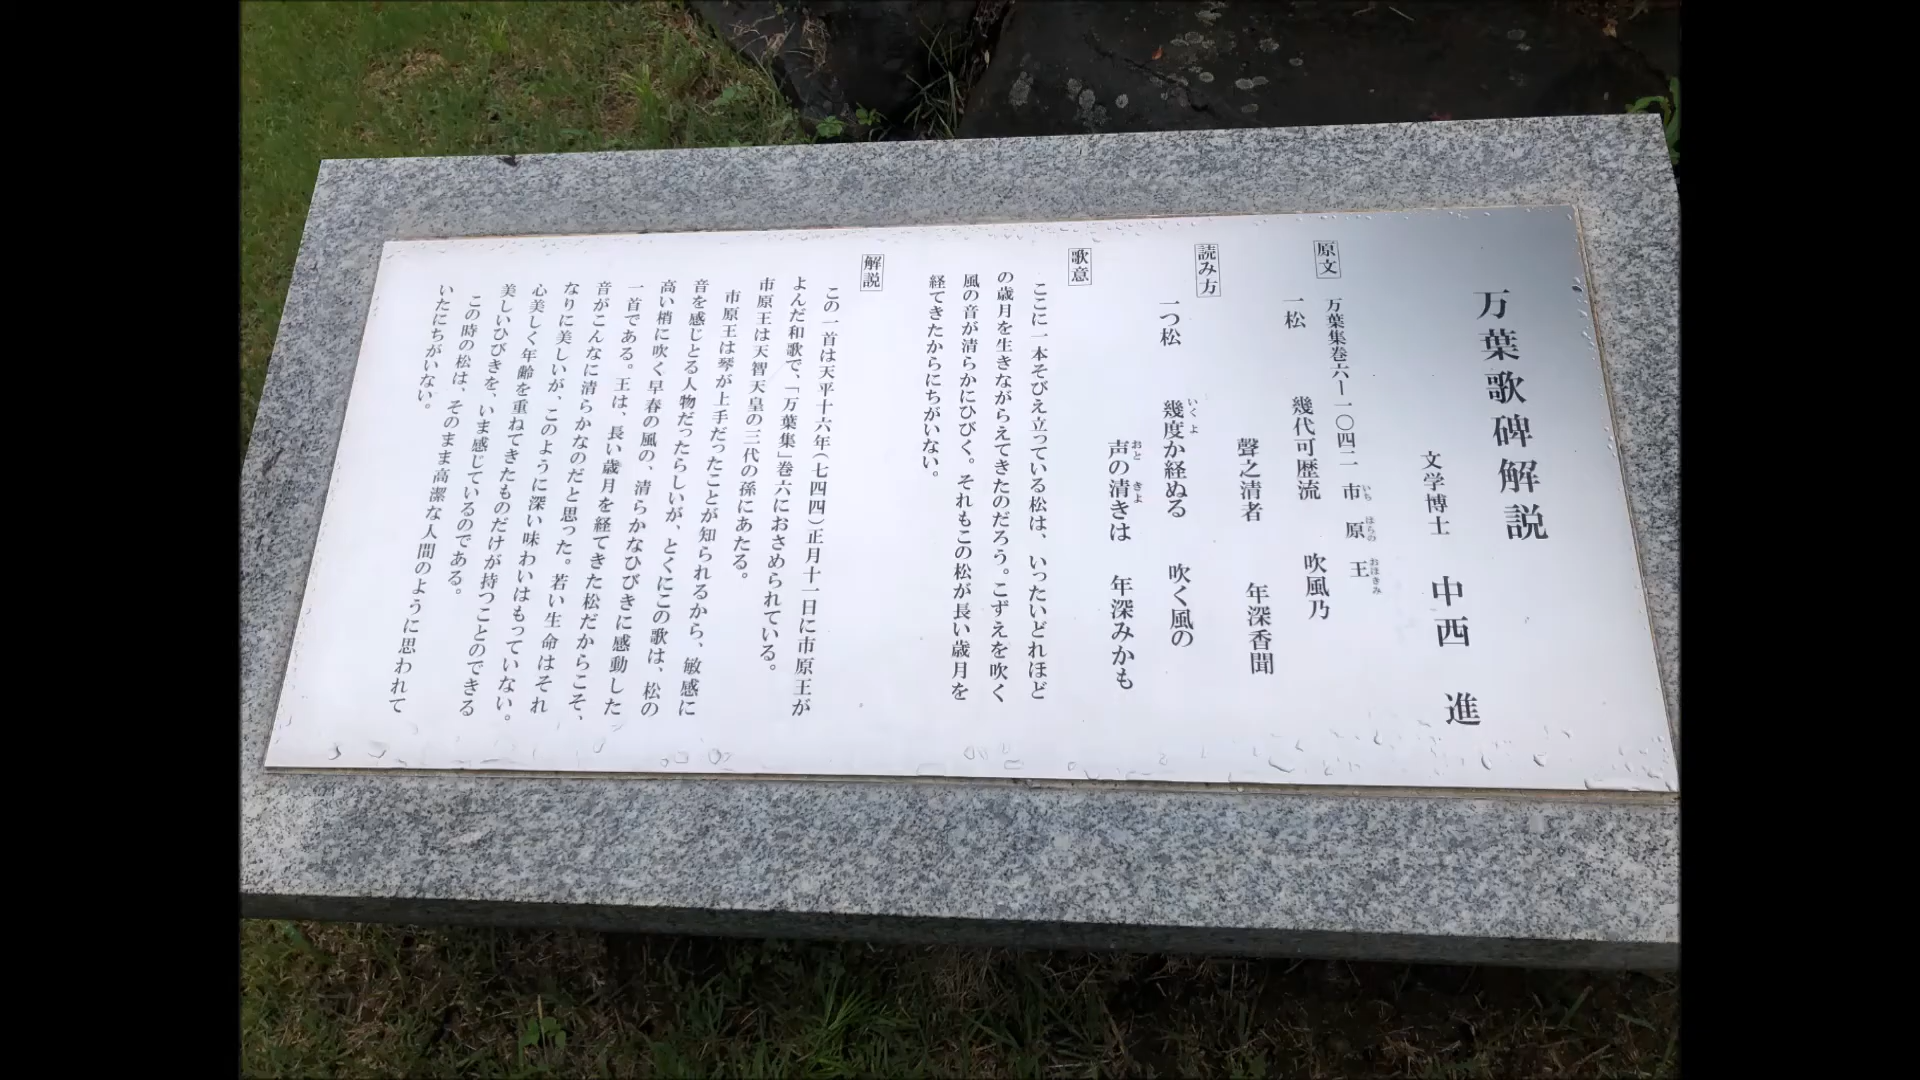 万葉歌碑解説
文学博士 中西 進
原文
万葉集巻六ー一〇四二 市原王
いち はらの おほきみ
一松 幾代可歴流 吹風乃
聲之清者 年深香聞
読み方
一つ松 幾度か経ぬる 吹く風の
いくよ
声の清きは 年深みかも
おと きよ
歌意
ここに一本そびえ立っている松は、いったいどれほど
の歳月を生きながらえてきたのだろう。こずえを吹く
風の音が清らかにひびく。それもこの松が長い歳月を
経てきたからにちがいない。
解説
この一首は天平十六年(七四四)正月十一日に市原王が
よんだ和歌で、「万葉集」巻六におさめられている。
市原王は天智天皇の三代の孫にあたる。
市原王は琴が上手だったことが知られるから、敏感に
音を感じとる人物だったらしいが、とくにこの歌は、松の
高い梢に吹く早春の風の、清らかなひびきに感動した
一首である。王は、長い歳月を経てきた松だからこそ、
音がこんなに清らかなのだと思った。若い生命はそれ
なりに美しいが、このように深い味わいはもっていない。
心美しく年齢を重ねてきたものだけが持つことのできる
美しいひびきを、いま感じているのである。
この時の松は、そのまま高潔な人間のように思われて
いたにちがいない。